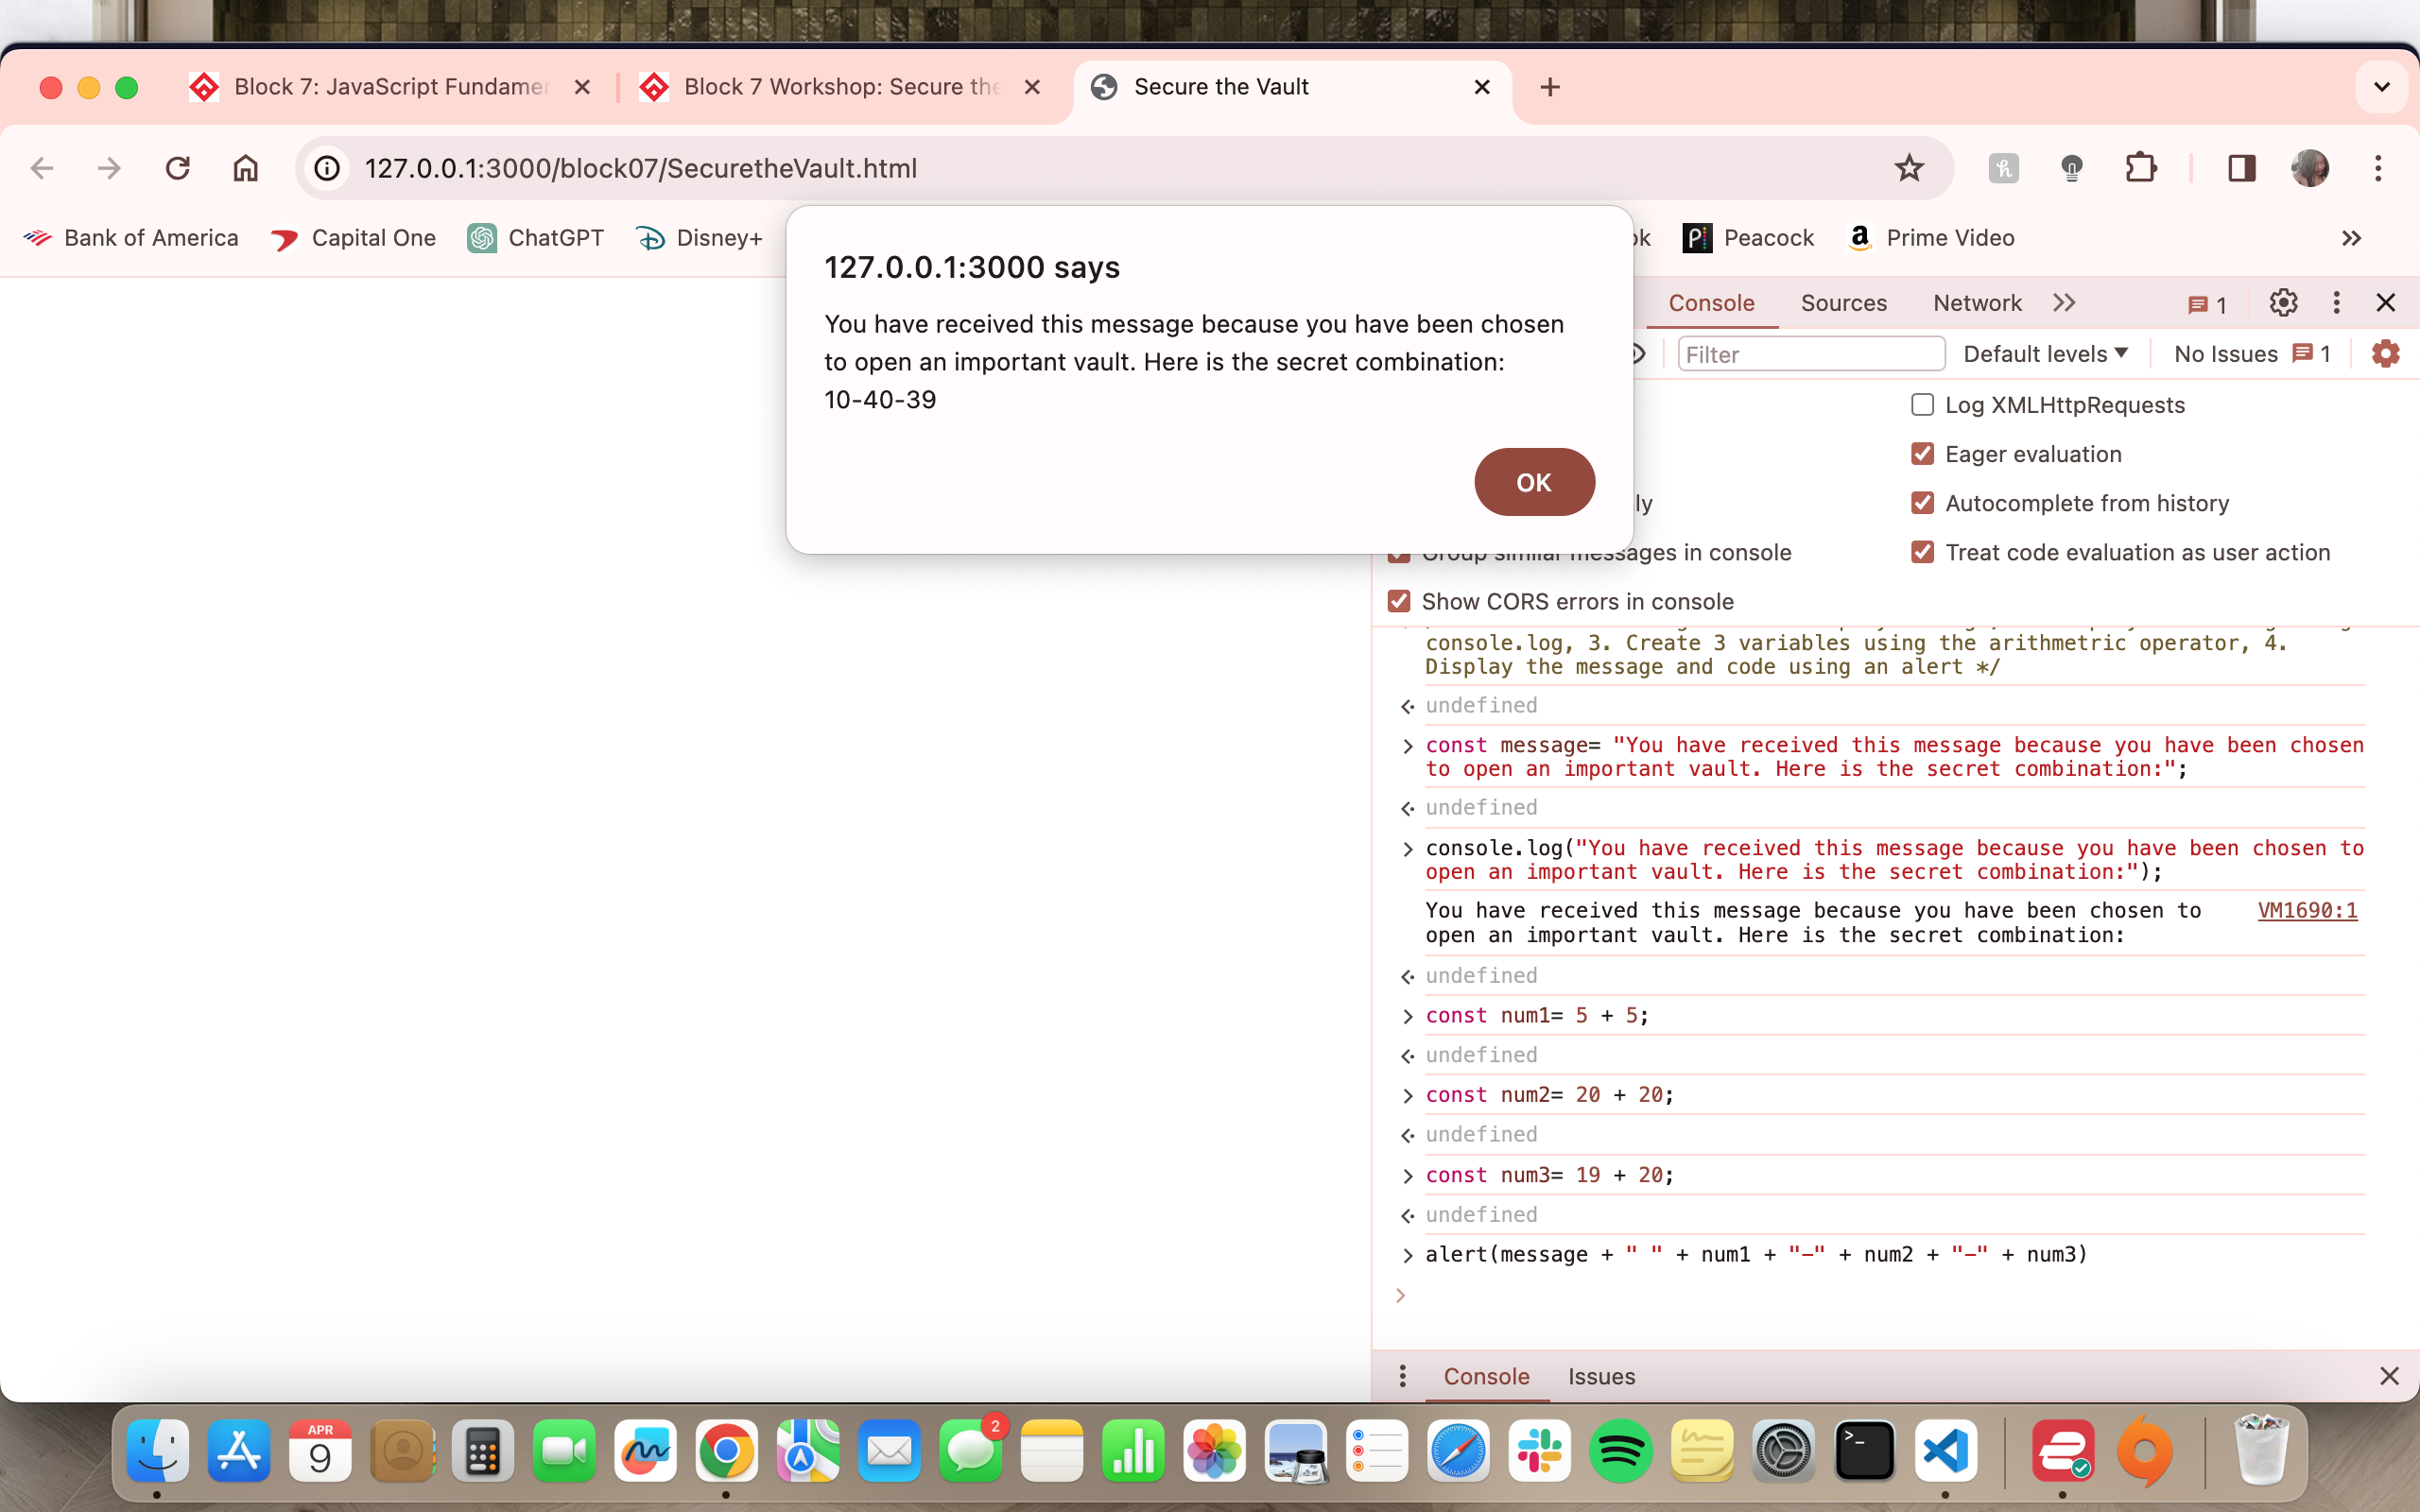 Block 7: JavaScript Fundamen
Block 7 Workshop: Secure the
Secure the Vault
127.0.0.1:3000/block07/SecuretheVault.html
Bank of America
Capital One
ChatGPT
Disney+
Peacock
Prime Video
127.0.0.1:3000 says
You have received this message because you have been chosen
to open an important vault. Here is the secret combination:
10-40-39
OK
Console
Sources
Network
1
Filter
Default levels
No Issues
1
Log XMLHttpRequests
Eager evaluation
ly
Autocomplete from history
Group similar messages in console
Treat code evaluation as user action
Show CORS errors in console
console.log, 3. Create 3 variables using the arithmetric operator, 4.
Display the message and code using an alert */
undefined
const message= "You have received this message because you have been chosen
to open an important vault. Here is the secret combination:";
undefined
console.log("You have received this message because you have been chosen to
open an important vault. Here is the secret combination:");
You have received this message because you have been chosen to VM1690:1
open an important vault. Here is the secret combination:
undefined
const num1= 5 + 5;
undefined
const num2= 20 + 20;
undefined
const num3= 19 + 20;
undefined
alert(message + " " + num1 + "-" + num2 + "-" + num3)
Console
Issues
APR
9
2